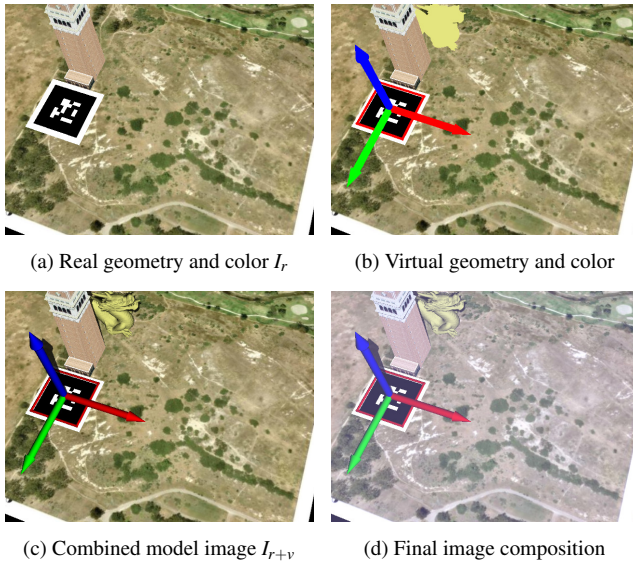 (a) Real geometry and color I_r
(b) Virtual geometry and color
(c) Combined model image I_{r+v}
(d) Final image composition